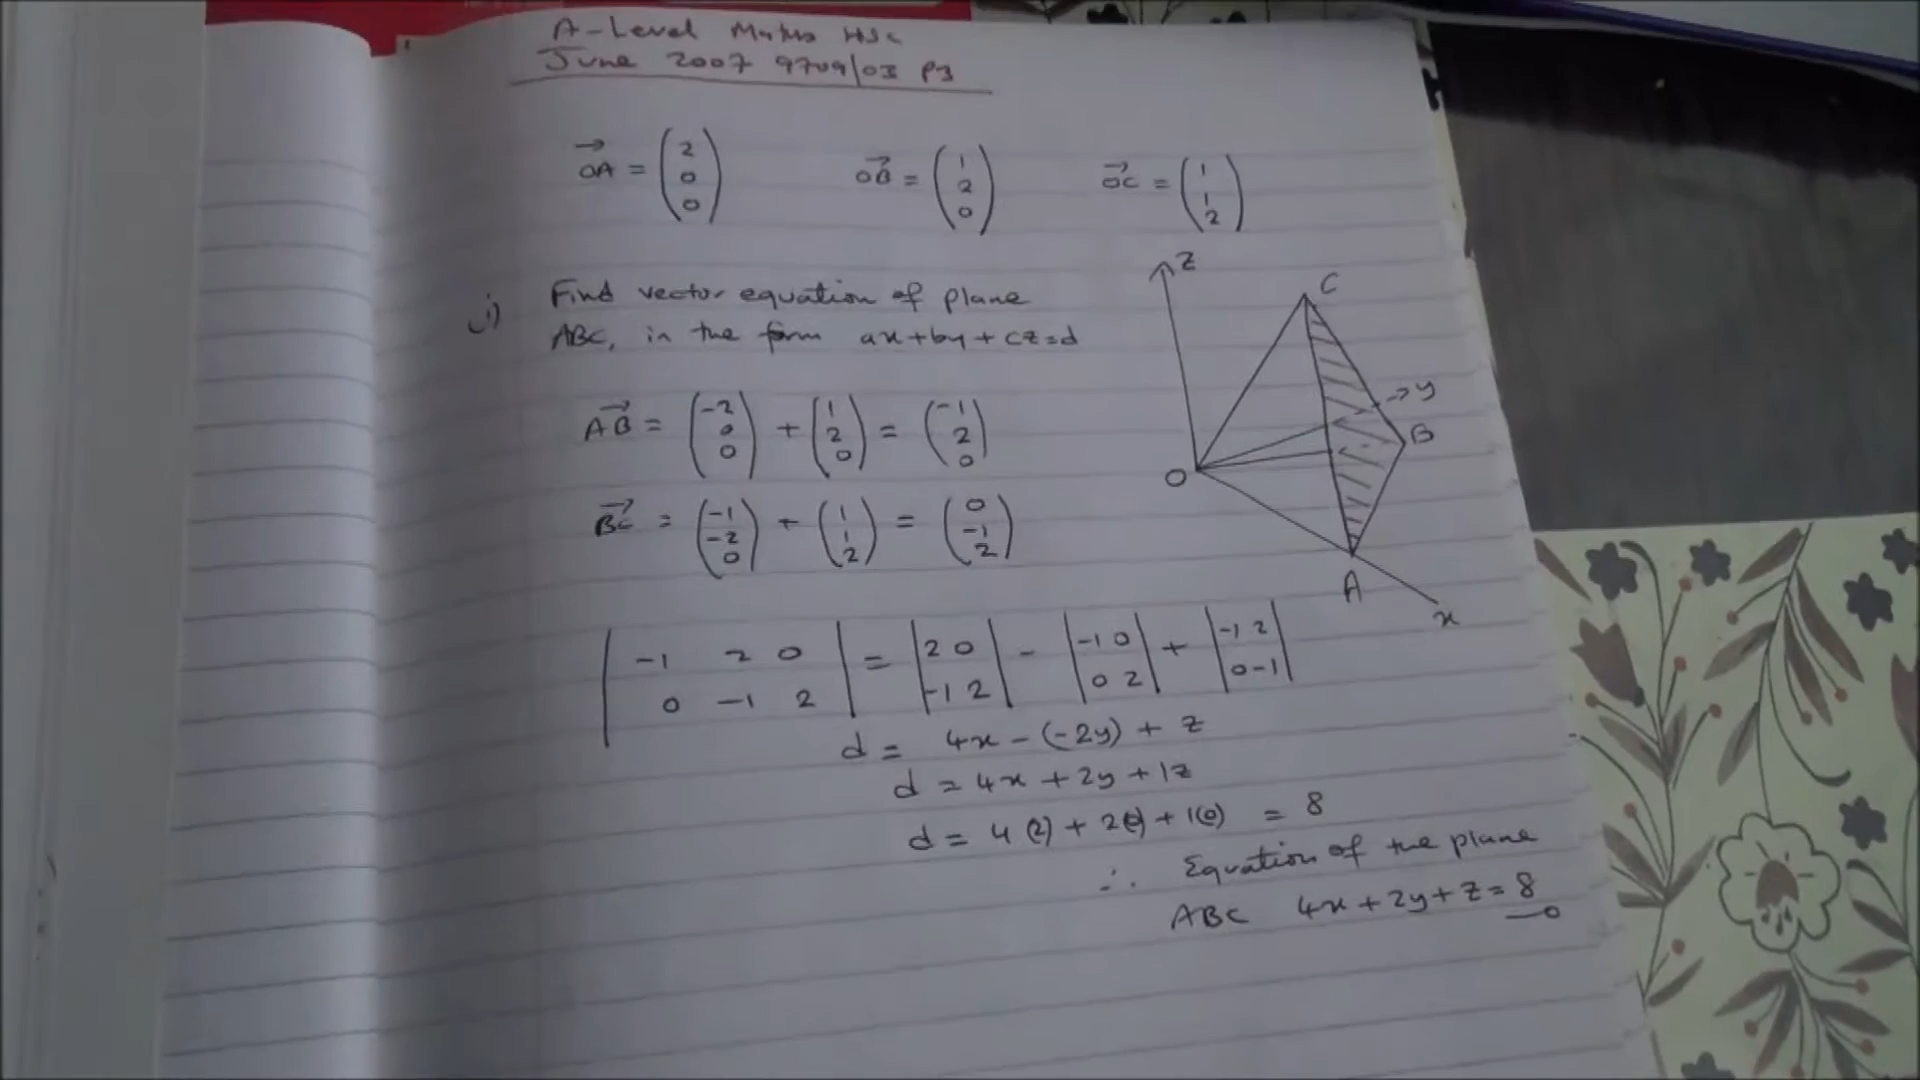 A-Level Maths HSC
June 2007 9709/03 P3
OA = (2 0 0) OB = (1 2 0) OC = (1 1 2)
i) Find vector equation of plane
ABC, in the form ax+by+cz=d
AB = (-2 0 0) + (1 2 0) = (-1 2 0)
BC = (-1 -2 0) + (1 1 2) = (0 -1 2)
z
C
y
B
O
A
x
|-1 2 0| = |2 0| - |-1 0| + |-1 2|
|0 -1 2| |-1 2| |0 2| |0 -1|
d = 4x - (-2y) + z
d = 4x + 2y + 1z
d = 4(2) + 2(0) + 1(0) = 8
∴ Equation of the plane
ABC 4x + 2y + z = 8